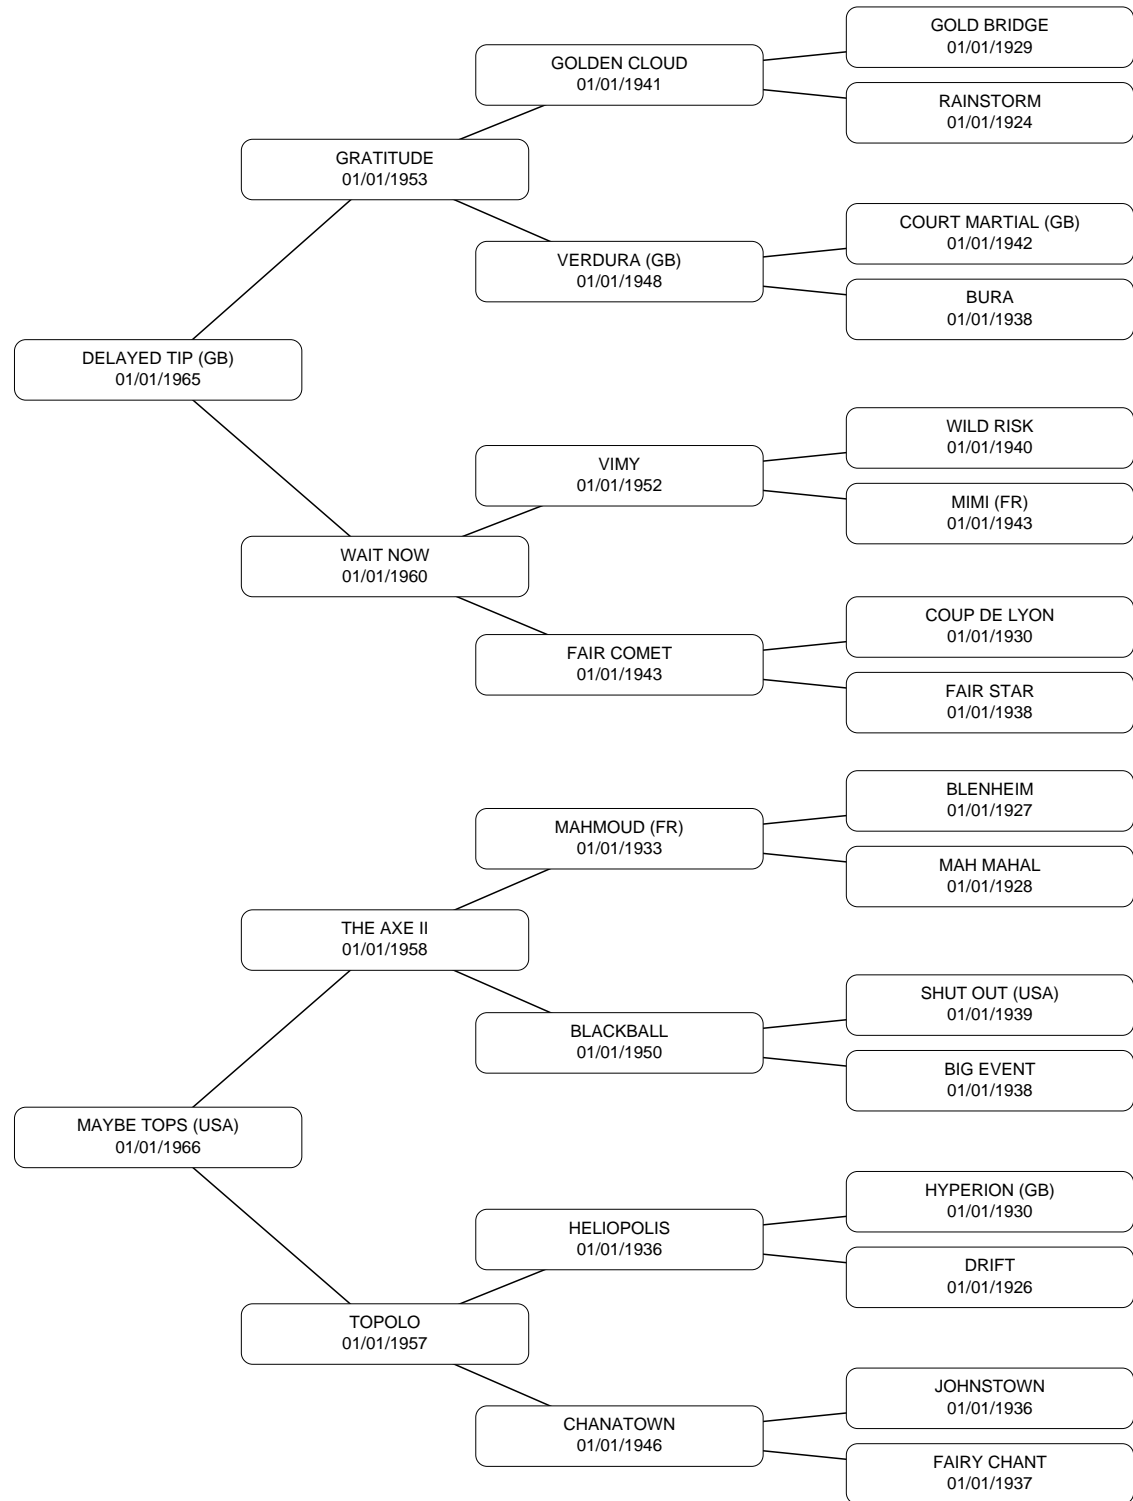 GOLD BRIDGE
01/01/1929
GOLDEN CLOUD
01/01/1941
RAINSTORM
01/01/1924
GRATITUDE
01/01/1953
COURT MARTIAL (GB)
01/01/1942
VERDURA (GB)
01/01/1948
BURA
01/01/1938
DELAYED TIP (GB)
01/01/1965
WILD RISK
01/01/1940
VIMY
01/01/1952
MIMI (FR)
01/01/1943
WAIT NOW
01/01/1960
COUP DE LYON
01/01/1930
FAIR COMET
01/01/1943
FAIR STAR
01/01/1938
BLENHEIM
01/01/1927
MAHMOUD (FR)
01/01/1933
MAH MAHAL
01/01/1928
THE AXE II
01/01/1958
SHUT OUT (USA)
01/01/1939
BLACKBALL
01/01/1950
BIG EVENT
01/01/1938
MAYBE TOPS (USA)
01/01/1966
HYPERION (GB)
01/01/1930
HELIOPOLIS
01/01/1936
DRIFT
01/01/1926
TOPOLO
01/01/1957
JOHNSTOWN
01/01/1936
CHANATOWN
01/01/1946
FAIRY CHANT
01/01/1937